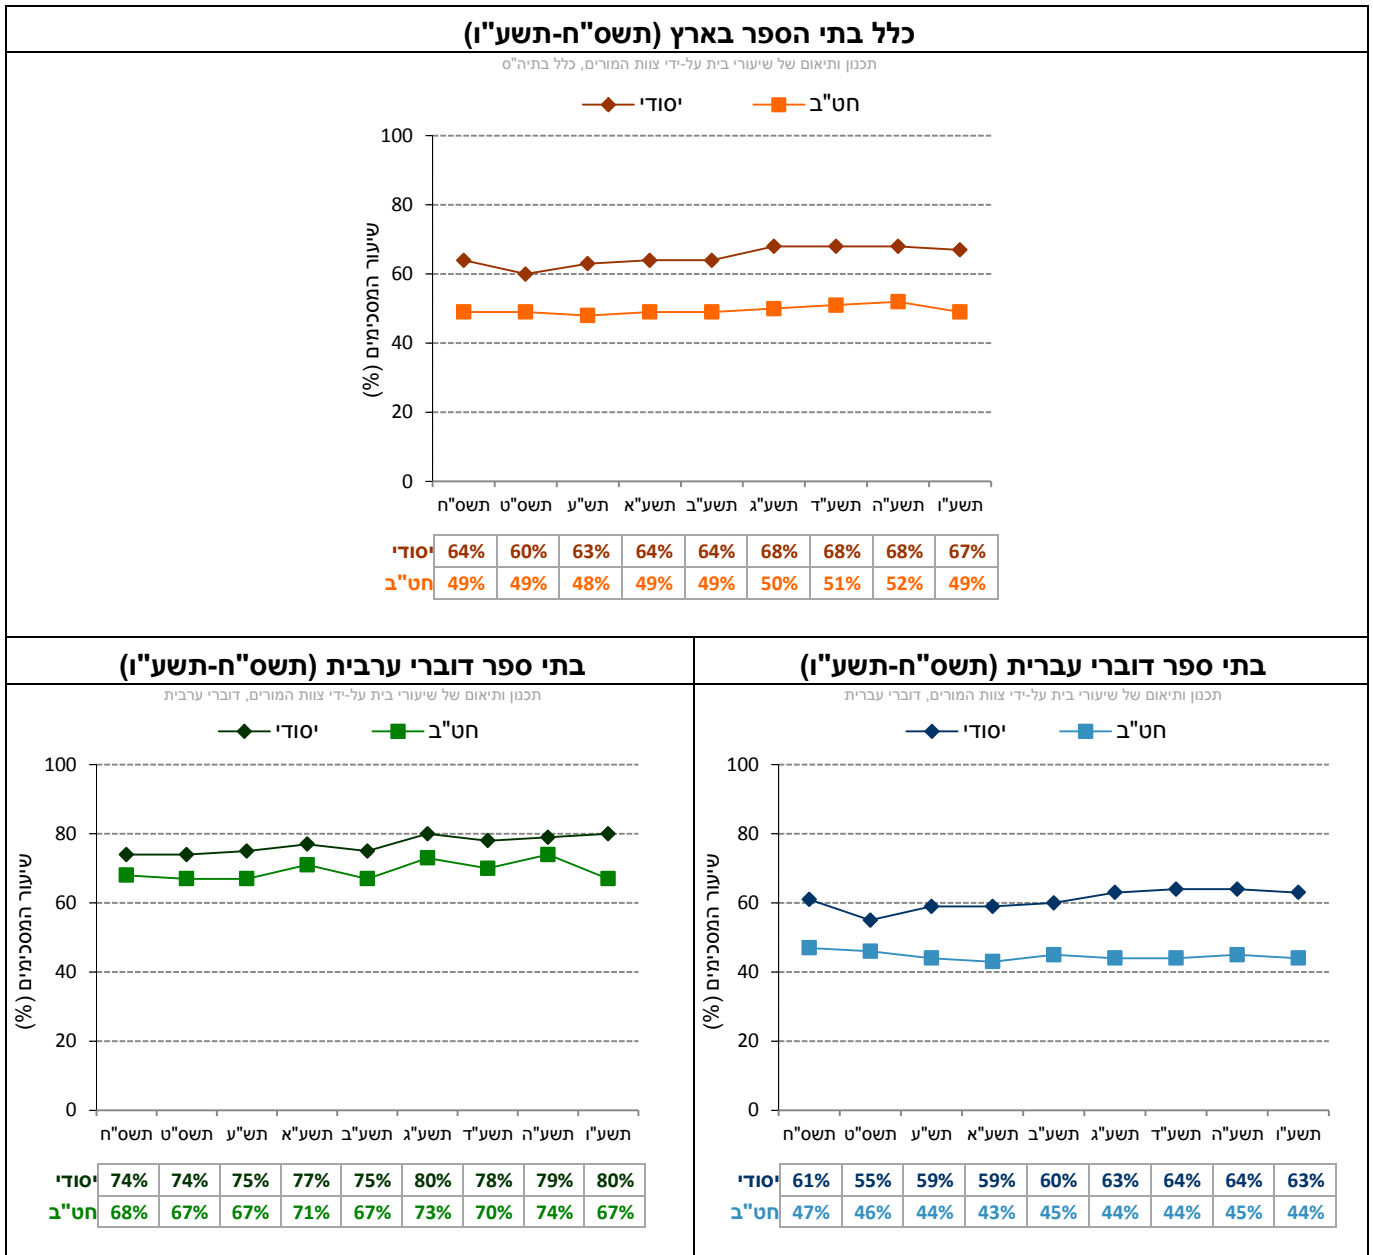 כלל בתי הספר בארץ (תשס"ח-תשע"ו)
תכנון ותיאום של שיעורי בית על-ידי צוות המורים, כלל בתיה"ס
יסודי חט"ב
שיעור המסכימים (%)
100
80
60
40
20
0
תשס"ח תשס"ט תש"ע תשע"א תשע"ב תשע"ג תשע"ד תשע"ה תשע"ו
יסודי 64% 60% 63% 64% 64% 68% 68% 68% 67%
חט"ב 49% 49% 48% 49% 49% 50% 51% 52% 49%
בתי ספר דוברי עברית (תשס"ח-תשע"ו)
תכנון ותיאום של שיעורי בית על-ידי צוות המורים, דוברי עברית
יסודי חט"ב
שיעור המסכימים (%)
100
80
60
40
20
0
תשס"ח תשס"ט תש"ע תשע"א תשע"ב תשע"ג תשע"ד תשע"ה תשע"ו
יסודי 61% 55% 59% 59% 60% 63% 64% 64% 63%
חט"ב 47% 46% 44% 43% 45% 44% 44% 45% 44%
בתי ספר דוברי ערבית (תשס"ח-תשע"ו)
תכנון ותיאום של שיעורי בית על-ידי צוות המורים, דוברי ערבית
יסודי חט"ב
שיעור המסכימים (%)
100
80
60
40
20
0
תשס"ח תשס"ט תש"ע תשע"א תשע"ב תשע"ג תשע"ד תשע"ה תשע"ו
יסודי 74% 74% 75% 77% 75% 80% 78% 79% 80%
חט"ב 68% 67% 67% 71% 67% 73% 70% 74% 67%